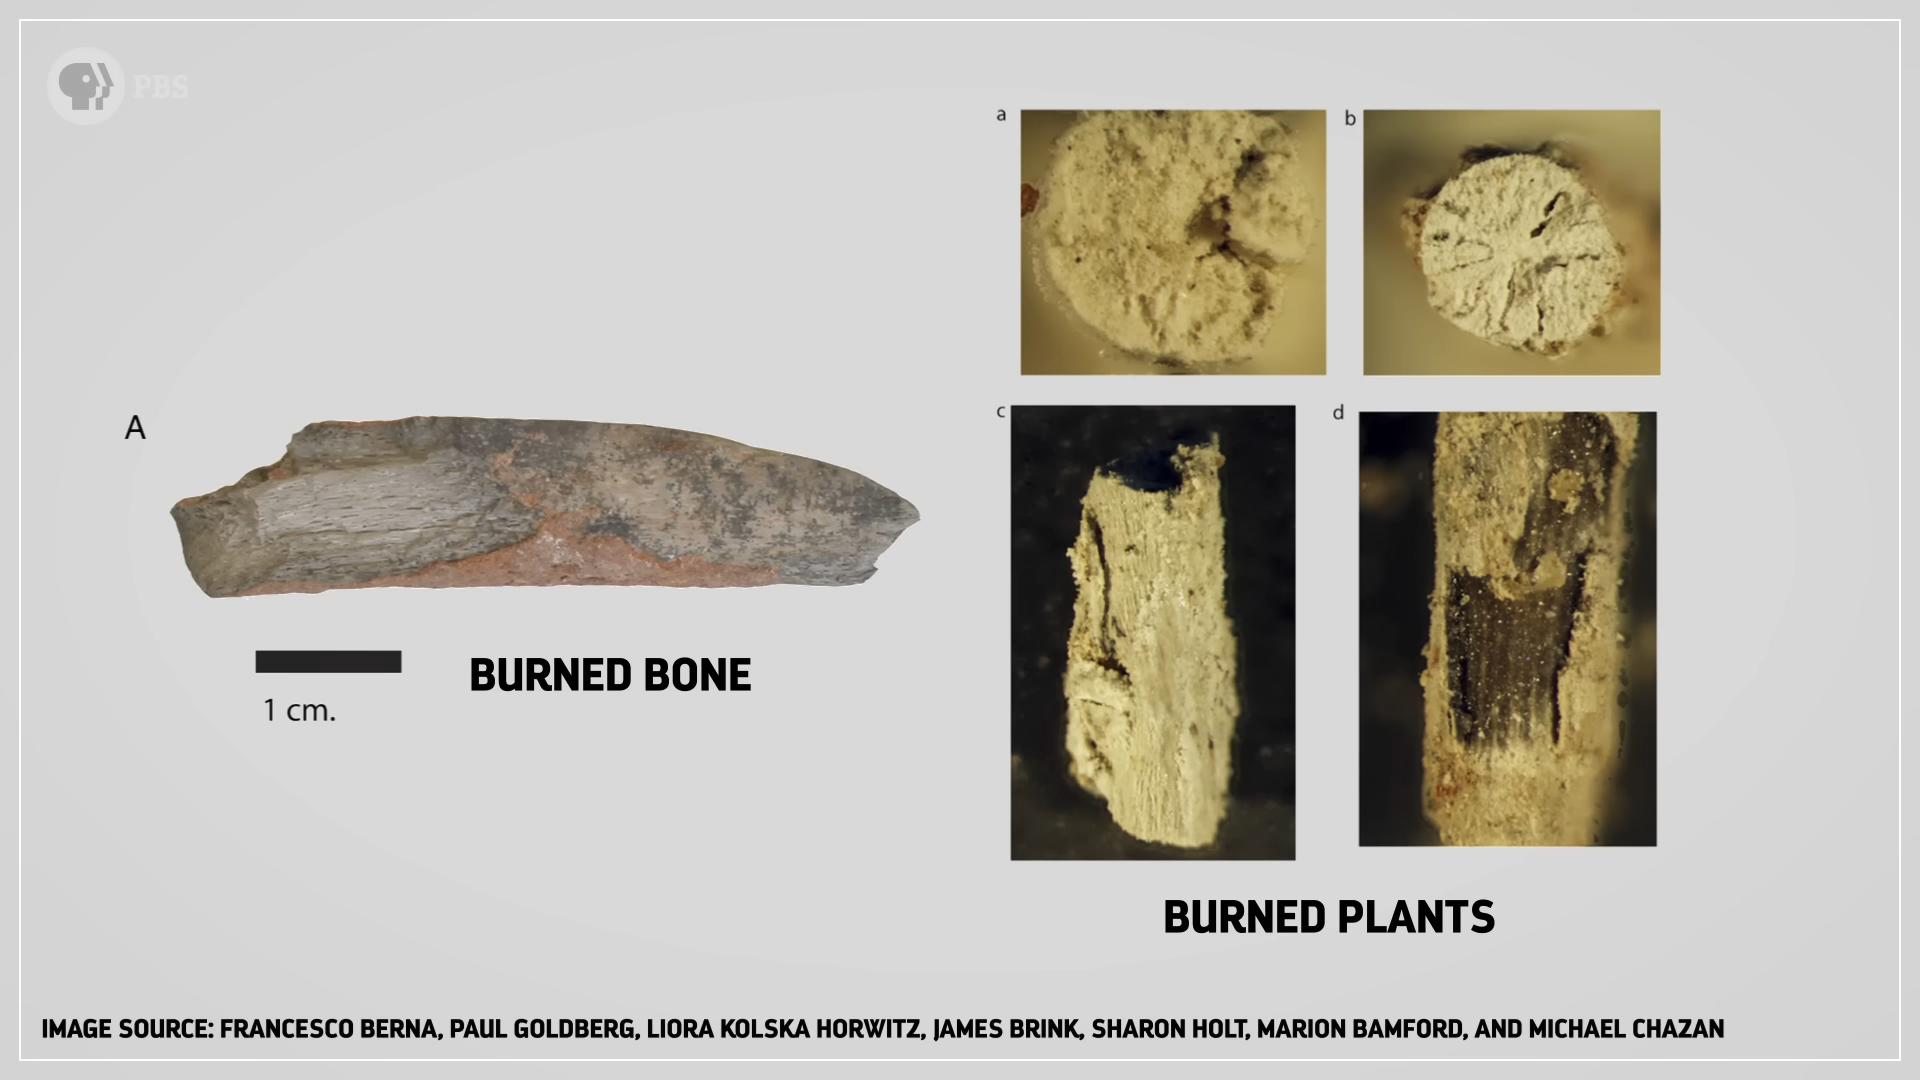 PBS
a
b
c
d
A
1 cm.
BURNED BONE
BURNED PLANTS
IMAGE SOURCE: FRANCESCO BERNA, PAUL GOLDBERG, LIORA KOLSKA HORWITZ, JAMES BRINK, SHARON HOLT, MARION BAMFORD, AND MICHAEL CHAZAN